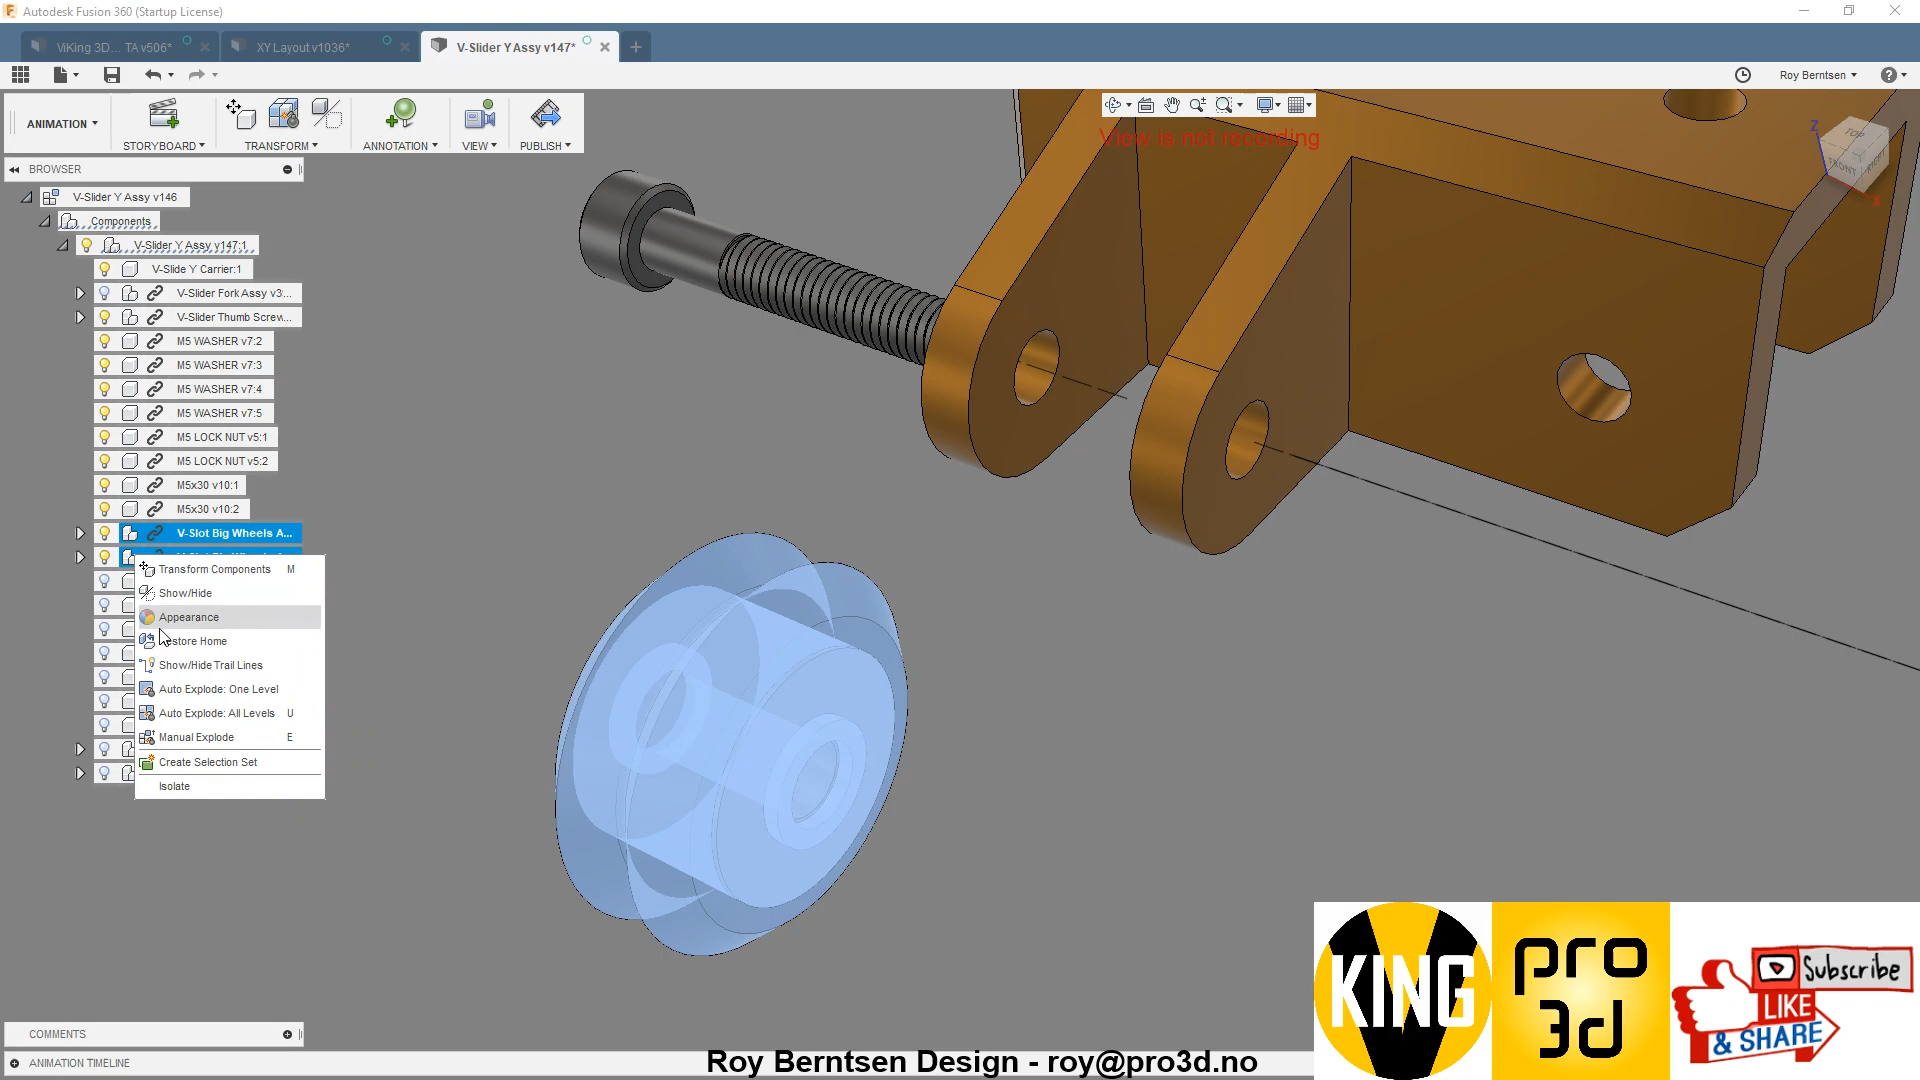 Autodesk Fusion 360 (Startup License)
ViKing 3D... TA v506*
XY Layout v1036*
V-Slider Y Assy v147*
Roy Berntsen
ANIMATION
STORYBOARD
TRANSFORM
ANNOTATION
VIEW
PUBLISH
View is not recording
Z
TOP
FRONT
RIGHT
X
BROWSER
V-Slider Y Assy v146
Components
V-Slider Y Assy v147:1
V-Slide Y Carrier:1
V-Slider Fork Assy v3:...
V-Slider Thumb Screw...
M5 WASHER v7:2
M5 WASHER v7:3
M5 WASHER v7:4
M5 WASHER v7:5
M5 LOCK NUT v5:1
M5 LOCK NUT v5:2
M5x30 v10:1
M5x30 v10:2
V-Slot Big Wheels A...
Transform Components M
Show/Hide
Appearance
estore Home
Show/Hide Trail Lines
Auto Explode: One Level
Auto Explode: All Levels U
Manual Explode E
Create Selection Set
Isolate
COMMENTS
ANIMATION TIMELINE
Roy Berntsen Design - roy@pro3d.no
KING
pro
3d
Subscribe
LIKE
& SHARE